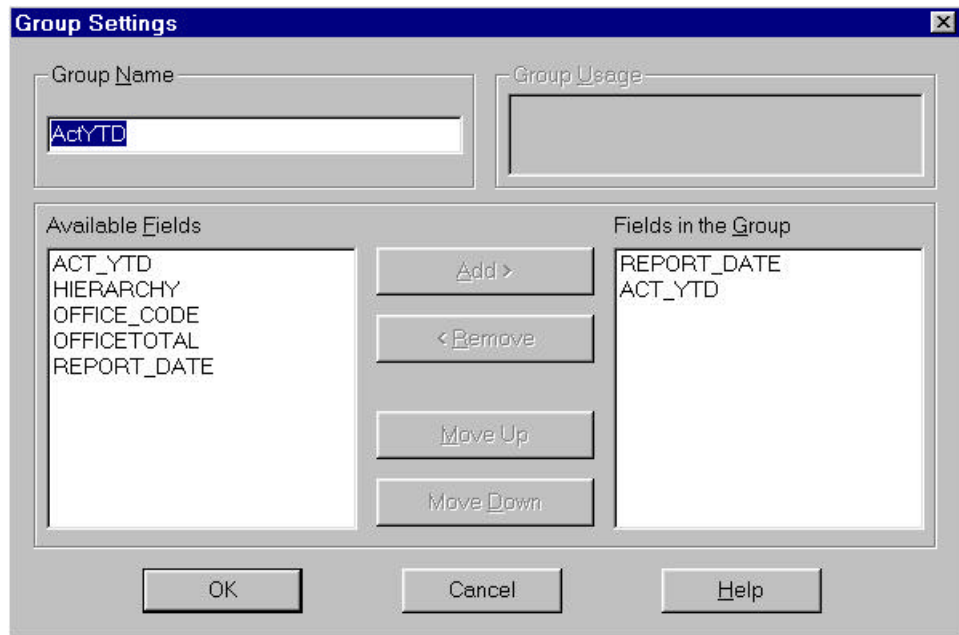 Group Settings
Group Name
Group Usage
ActYTD
Available Fields
Fields in the Group
ACT_YTD
HIERARCHY
OFFICE_CODE
OFFICETOTAL
REPORT_DATE
Add >
< Remove
Move Up
Move Down
REPORT_DATE
ACT_YTD
OK
Cancel
Help